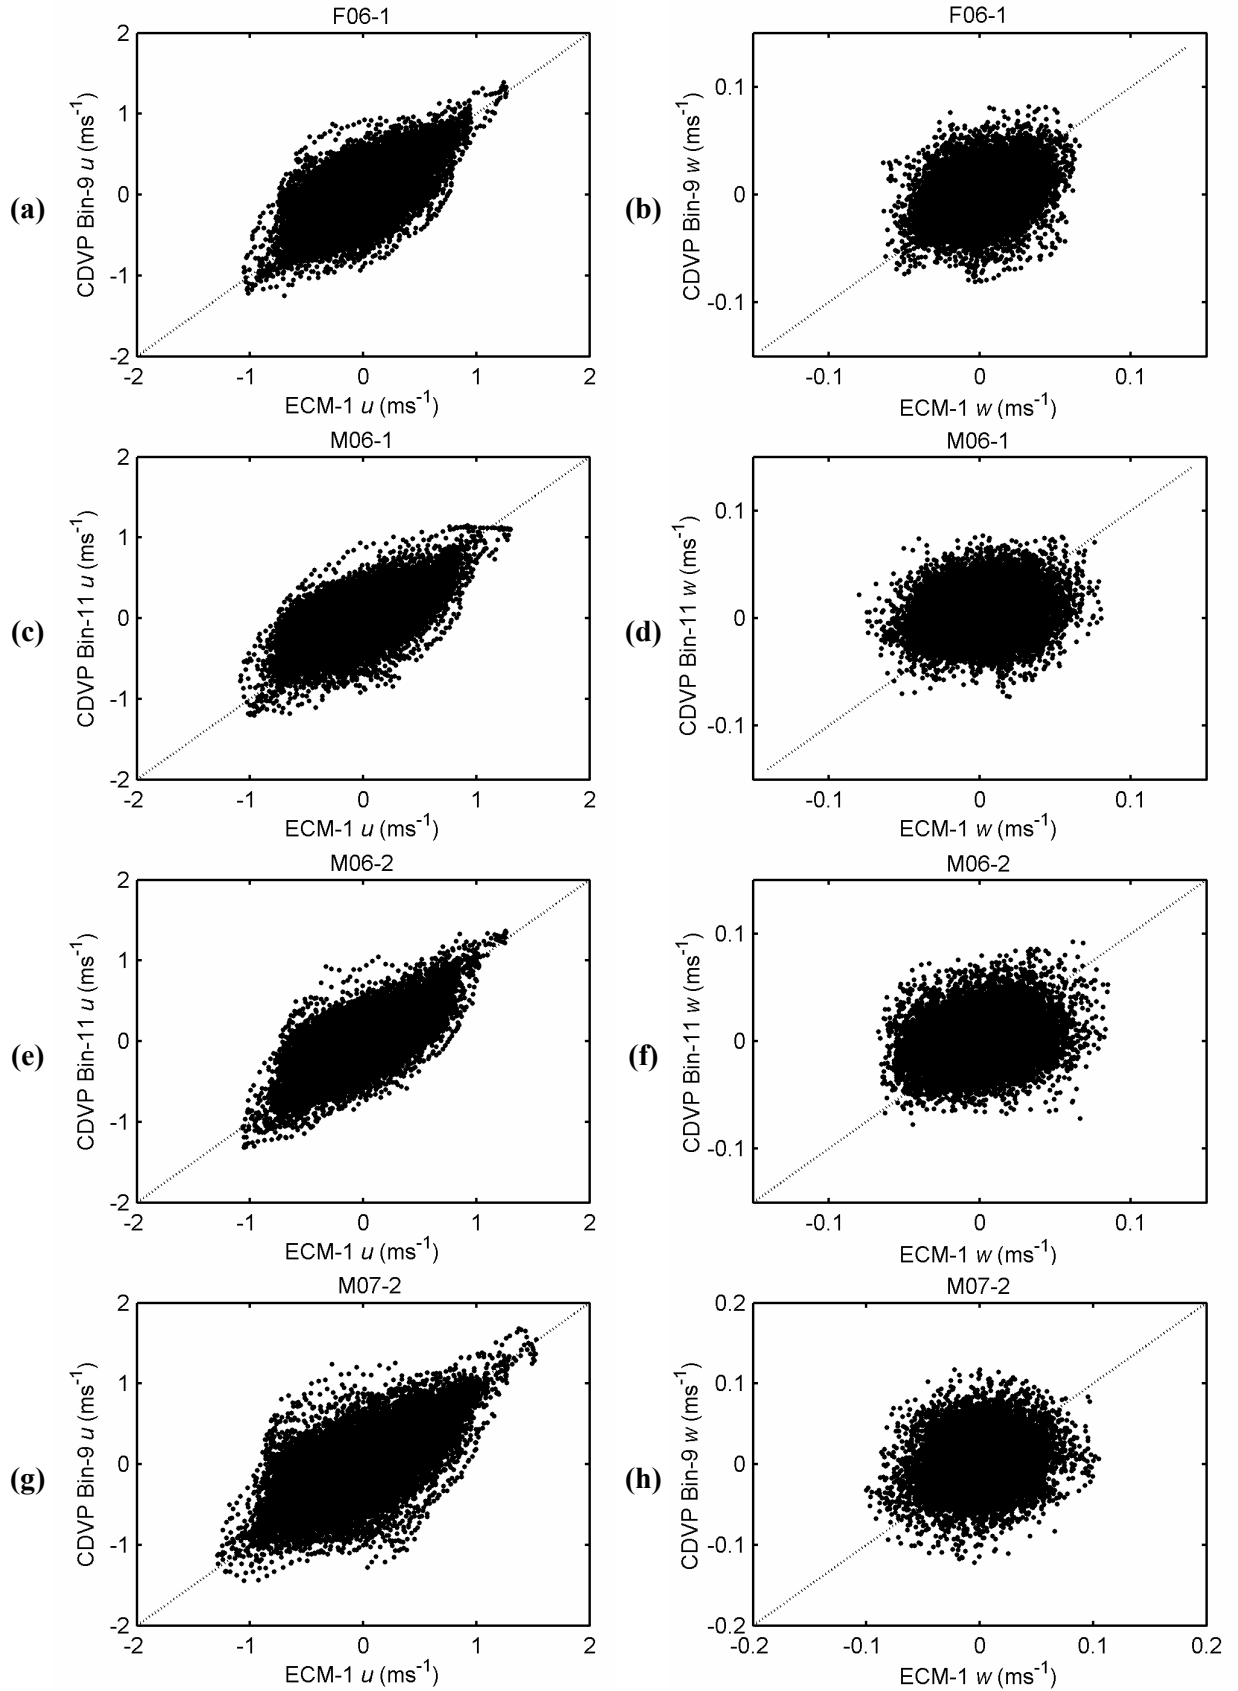 F06-1
2
1
0
-1
-2
-2 -1 0 1 2
CDVP Bin-9 u (ms⁻¹)
ECM-1 u (ms⁻¹)
(a)
F06-1
0.1
0
-0.1
-0.1 0 0.1
CDVP Bin-9 w (ms⁻¹)
ECM-1 w (ms⁻¹)
(b)
M06-1
2
1
0
-1
-2
-2 -1 0 1 2
CDVP Bin-11 u (ms⁻¹)
ECM-1 u (ms⁻¹)
(c)
M06-1
0.1
0
-0.1
-0.1 0 0.1
CDVP Bin-11 w (ms⁻¹)
ECM-1 w (ms⁻¹)
(d)
M06-2
2
1
0
-1
-2
-2 -1 0 1 2
CDVP Bin-11 u (ms⁻¹)
ECM-1 u (ms⁻¹)
(e)
M06-2
0.1
0
-0.1
-0.1 0 0.1
CDVP Bin-11 w (ms⁻¹)
ECM-1 w (ms⁻¹)
(f)
M07-2
2
1
0
-1
-2
-2 -1 0 1 2
CDVP Bin-9 u (ms⁻¹)
ECM-1 u (ms⁻¹)
(g)
M07-2
0.2
0.1
0
-0.1
-0.2
-0.2 -0.1 0 0.1 0.2
CDVP Bin-9 w (ms⁻¹)
ECM-1 w (ms⁻¹)
(h)